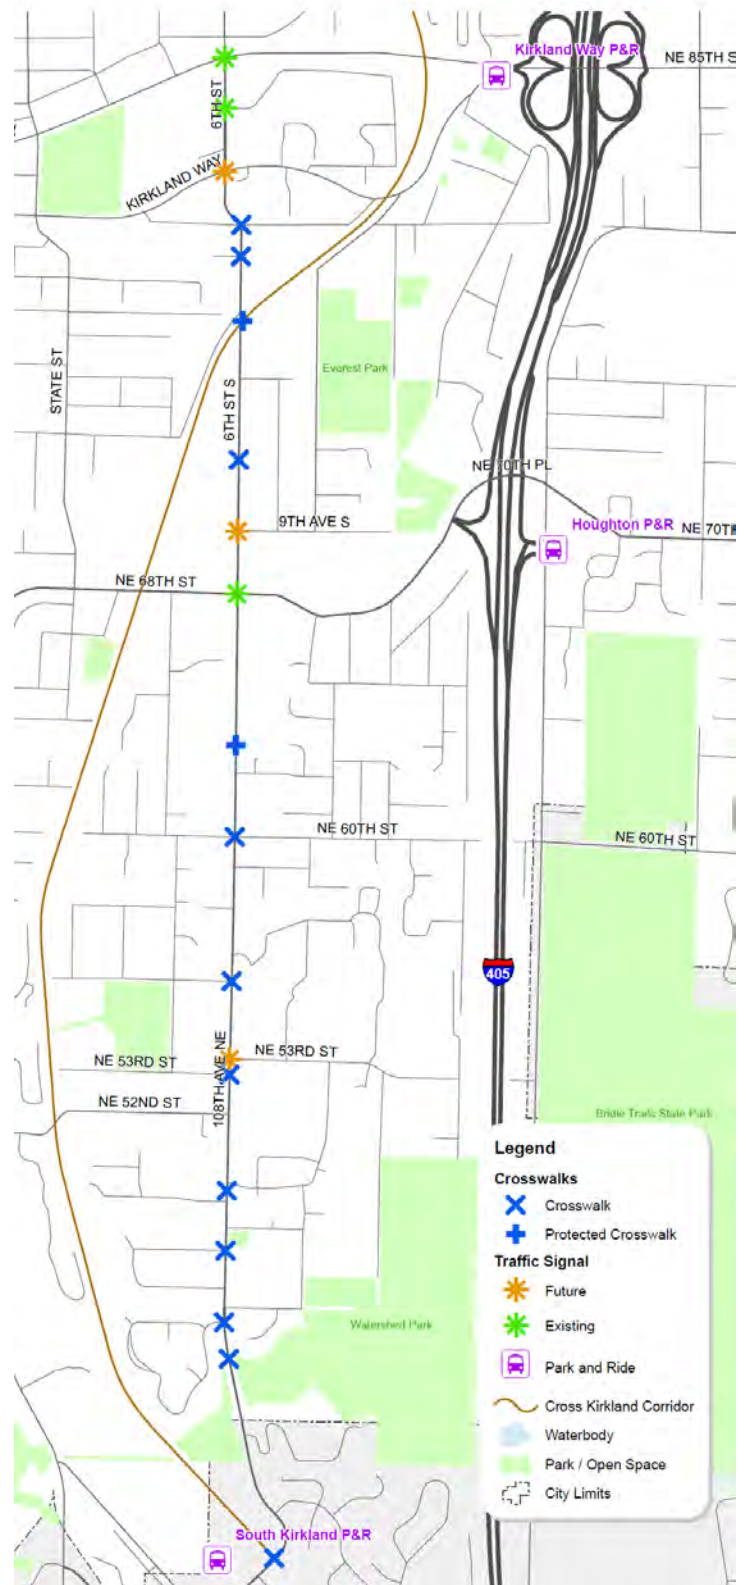 Kirkland Way P&R
NE 85TH S
6TH ST
KIRKLAND WAY
STATE ST
Everest Park
6TH ST S
NE 70TH PL
9TH AVE S
Houghton P&R
NE 70T
NE 68TH ST
NE 60TH ST
NE 60TH ST
405
108TH AVE NE
NE 53RD ST
NE 53RD ST
NE 52ND ST
Bridle Trails State Park
Legend
Crosswalks
Crosswalk
Protected Crosswalk
Traffic Signal
Future
Existing
Park and Ride
Cross Kirkland Corridor
Waterbody
Park / Open Space
City Limits
Watershed Park
South Kirkland P&R